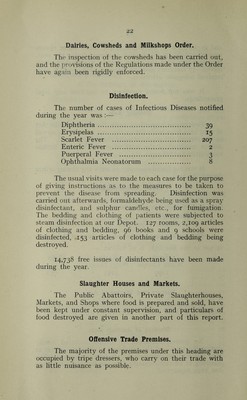 22
Dairies, Cowsheds and Milkshops Order.
The inspection of the cowsheds has been carried out,
and the provisions of the Regulations made under the Order
have again been rigidly enforced.
Disinfection.
The number of cases of Infectious Diseases notified
during the year was :—
Diphtheria ........................................ 39
Erysipelas ........................................ 15
Scarlet Fever .................................... 207
Enteric Fever .................................... 2
Puerperal Fever ................................ 3
Ophthalmia Neonatorum .................. 8
The usual visits were made to each case for the purpose
of giving instructions as to the measures to be taken to
prevent the disease from spreading. Disinfection was
carried out afterwards, formaldehyde being used as a spray
disinfectant, and sulphur candles, etc., for fumigation.
The bedding and clothing of patients were subjected to
steam disinfection at our Depot. 127 rooms, 2,109 articles
of clothing and bedding, 96 books and 9 schools were
disinfected, 153 articles of clothing and bedding being
destroyed.
14,738 free issues of disinfectants have been made
during the year.
Slaughter Houses and Markets.
The Public Abattoirs, Private Slaughterhouses,
Markets, and Shops where food is prepared and sold, have
been kept under constant supervision, and particulars of
food destroyed are given in another part of this report.
Offensive Trade Premises.
The majority of the premises under this heading are
occupied by tripe dressers, who carry on their trade with
as little nuisance as possible.